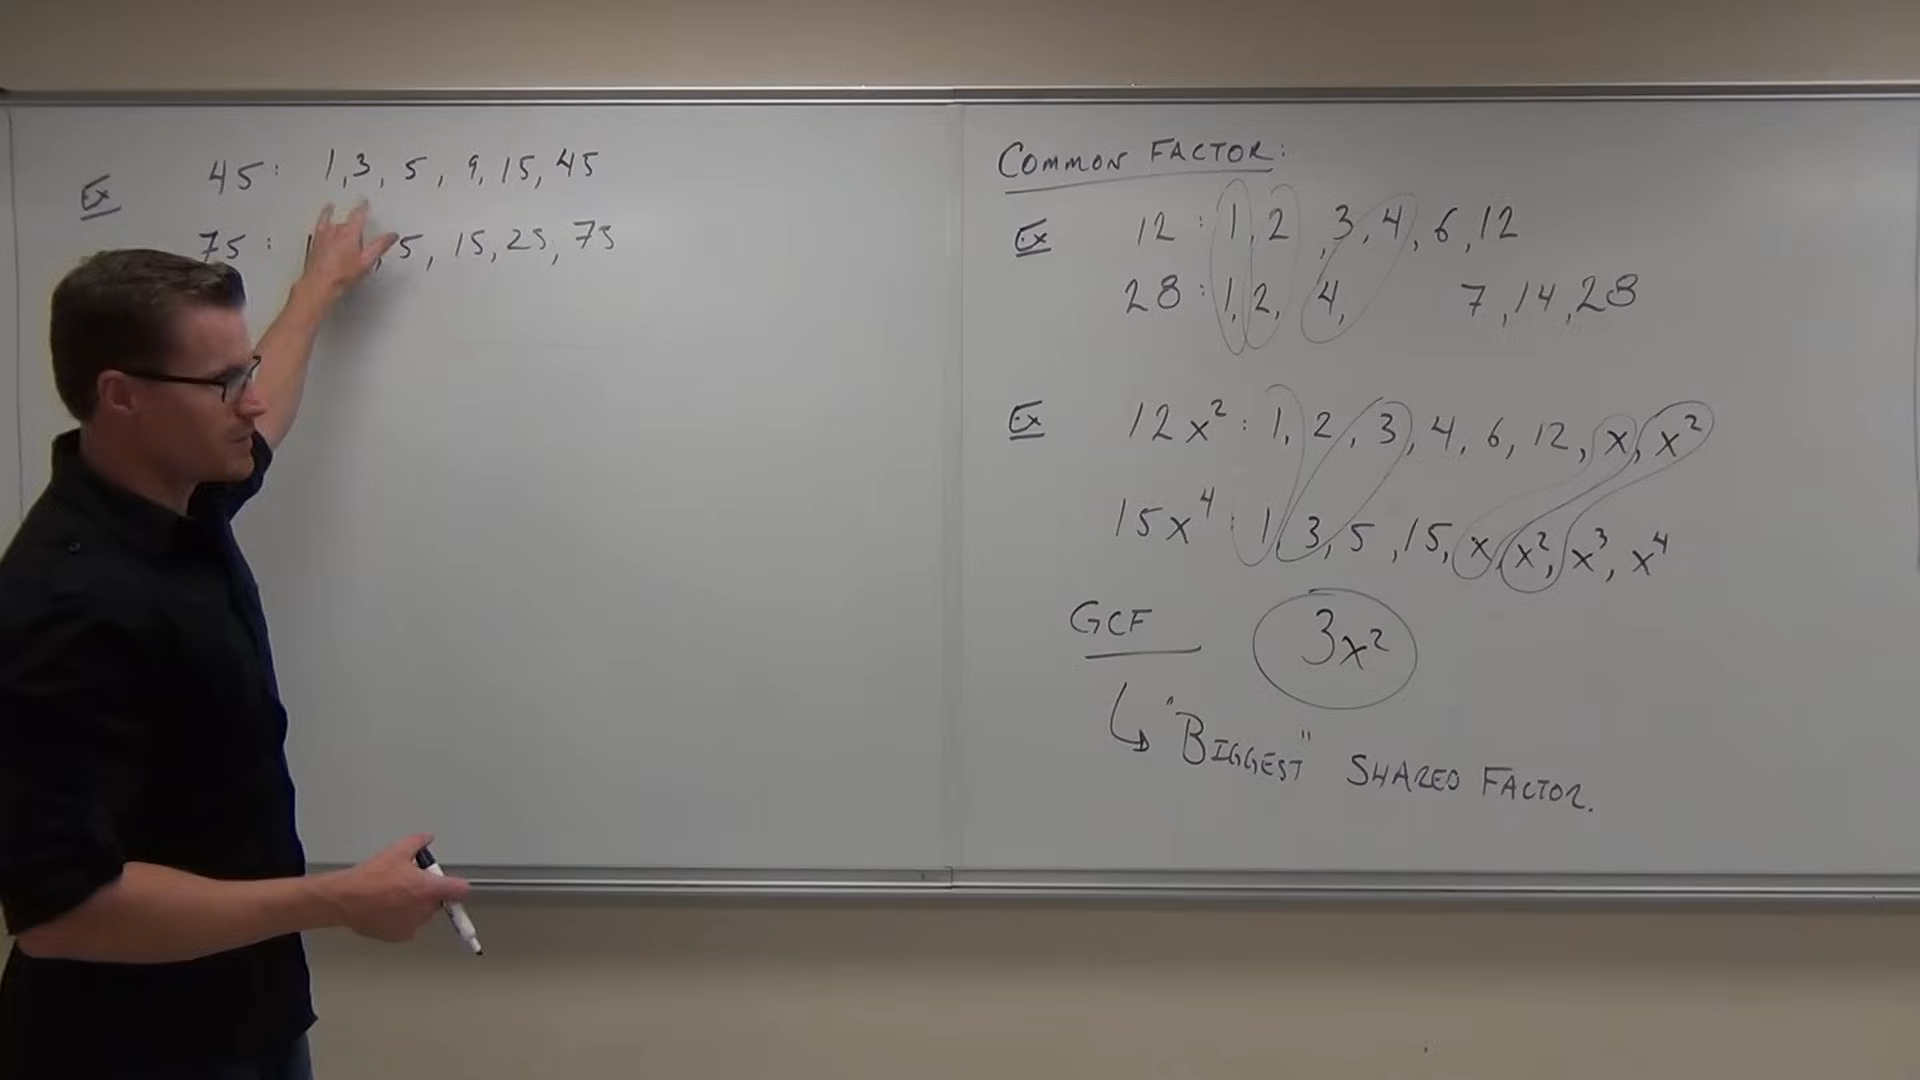 Ex 45: 1, 3, 5, 9, 15, 45
75: 1, , 5, 15, 25, 75
COMMON FACTOR:
Ex 12: 1, 2, 3, 4, 6, 12
28: 1, 2, 4, 7, 14, 28
Ex 12x²: 1, 2, 3, 4, 6, 12, x, x²
15x⁴: 1, 3, 5, 15, x, x², x³, x⁴
GCF 3x²
"BIGGEST" SHARED FACTOR.